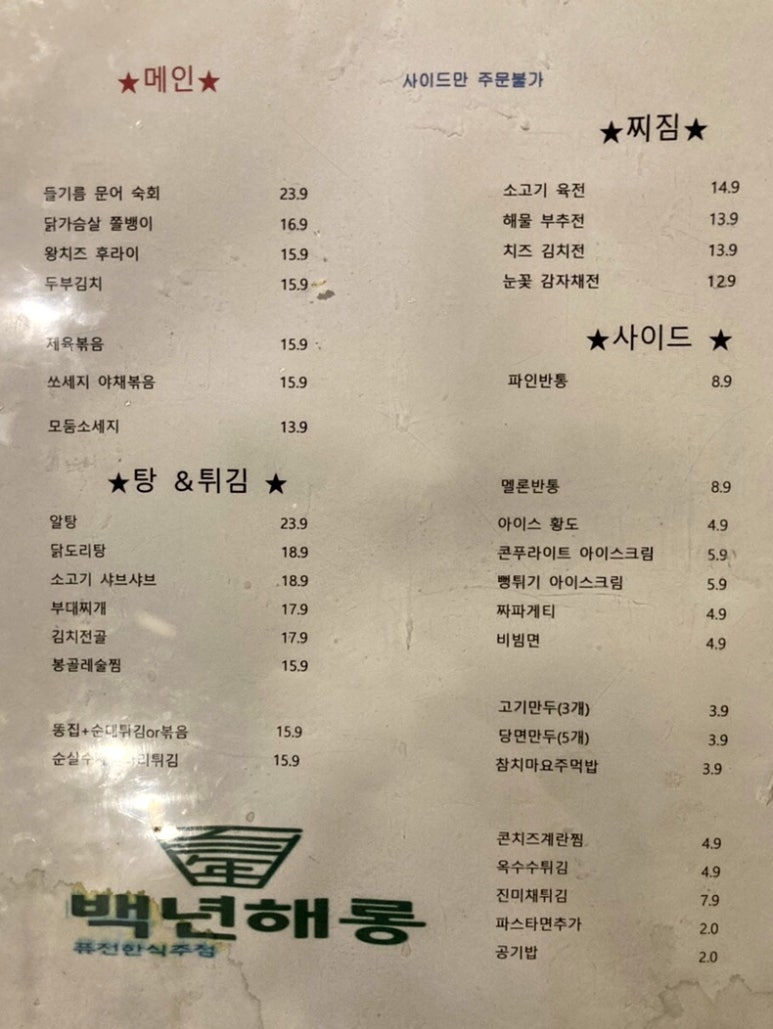 ★메인★
들기름 문어 숙회 23.9
닭가슴살 쫄뱅이 16.9
왕치즈 후라이 15.9
두부김치 15.9
제육볶음 15.9
쏘세지 야채볶음 15.9
모둠소세지 13.9
★탕 &튀김 ★
알탕 23.9
닭도리탕 18.9
소고기 샤브샤브 18.9
부대찌개 17.9
김치전골 17.9
봉골레술찜 15.9
똥집+순대튀김or볶음 15.9
15.9
백년해롱
퓨전한식주점
사이드만 주문불가
★찌짐★
소고기 육전 14.9
해물 부추전 13.9
치즈 김치전 13.9
눈꽃 감자채전 12.9
★사이드 ★
파인반통 8.9
멜론반통 8.9
아이스 황도 4.9
콘푸라이트 아이스크림 5.9
뻥튀기 아이스크림 5.9
짜파게티 4.9
비빔면 4.9
고기만두(3개) 3.9
당면만두(5개) 3.9
참치마요주먹밥 3.9
콘치즈계란찜 4.9
옥수수튀김 4.9
진미채튀김 7.9
파스타면추가 2.0
공기밥 2.0